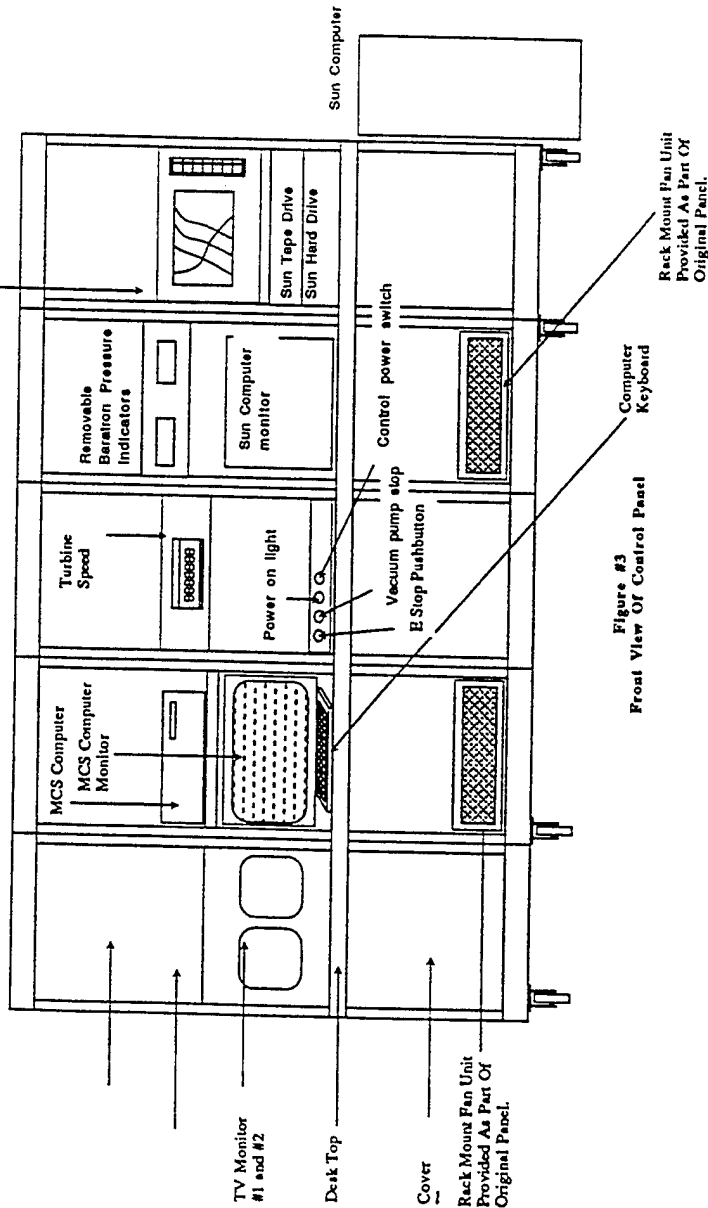 Sun Computer
Removable
Baratron Pressure
Indicators
Sun Tape Drive
Sun Hard Drive
Sun Computer
monitor
Turbine
Speed
MCS Computer
MCS Computer
Monitor
Power on light
Control power switch
Vacuum pump stop
E Stop Pushbutton
TV Monitor
#1 and #2
Desk Top
Cover
Rack Mount Fan Unit
Provided As Part Of
Original Panel.
Computer
Keyboard
Rack Mount Fan Unit
Provided As Part Of
Original Panel.
Figure #3
Front View Of Control Panel